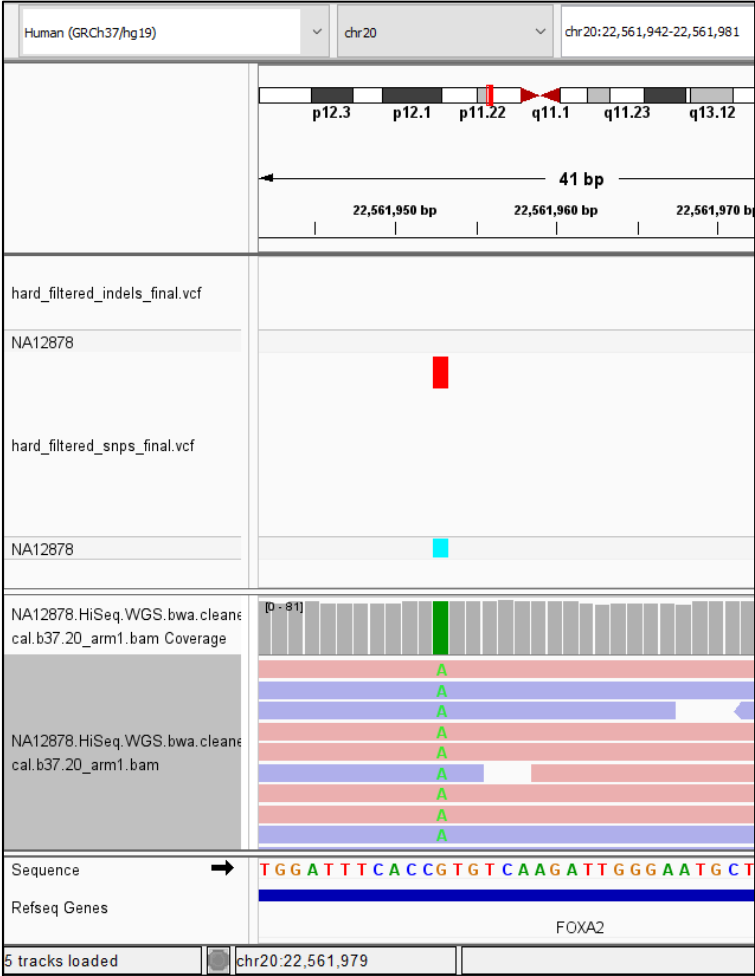 Human (GRCh37/hg19) chr20 chr20:22,561,942-22,561,981
p12.3 p12.1 p11.22 q11.1 q11.23 q13.12
41 bp
22,561,950 bp 22,561,960 bp 22,561,970 b
hard_filtered_indels_final.vcf
NA12878
hard_filtered_snps_final.vcf
NA12878
NA12878.HiSeq.WGS.bwa.cleane [0 - 81]
cal.b37.20_arm1.bam Coverage
A
A
A
A
NA12878.HiSeq.WGS.bwa.cleane
A
cal.b37.20_arm1.bam
A
A
A
A
Sequence TGGATTTCACCGTGTCAAGATTGGGAATGCT
Refseq Genes
FOXA2
5 tracks loaded chr20:22,561,979